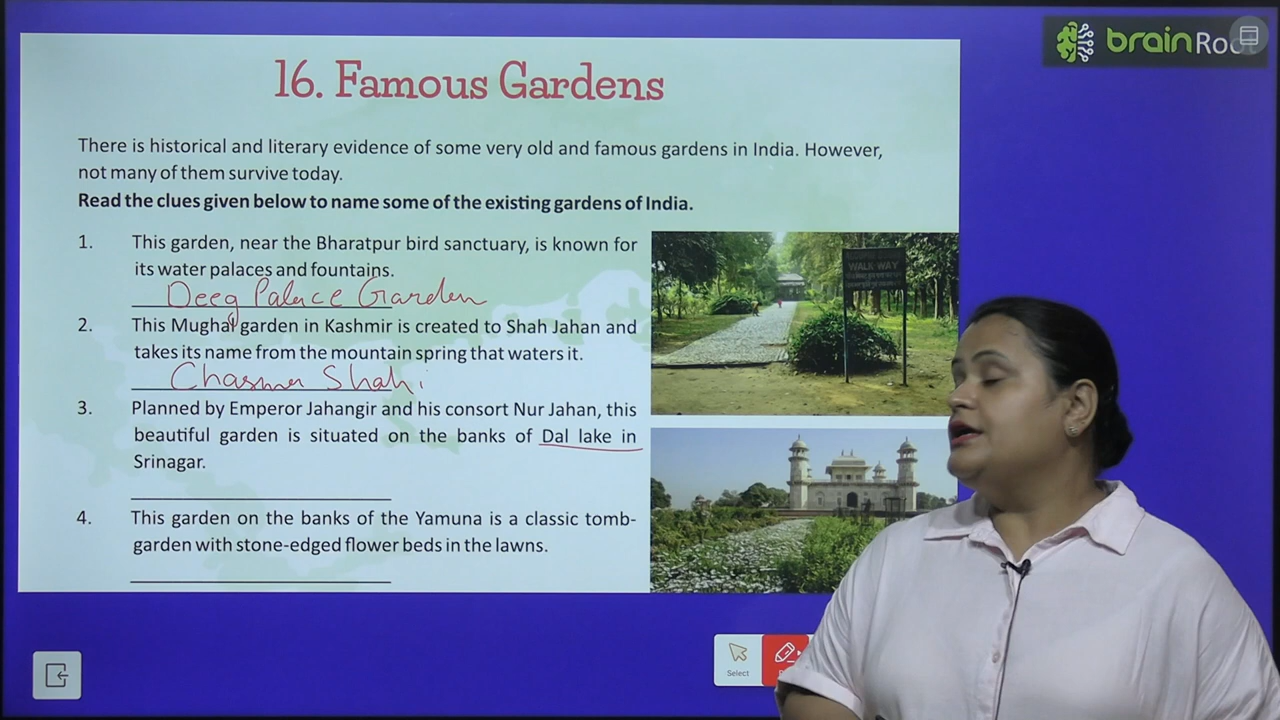 brainRoo
16. Famous Gardens
There is historical and literary evidence of some very old and famous gardens in India. However,
not many of them survive today.
Read the clues given below to name some of the existing gardens of India.
1. This garden, near the Bharatpur bird sanctuary, is known for
its water palaces and fountains.
Deeg Palace Garden
2. This Mughal garden in Kashmir is created to Shah Jahan and
takes its name from the mountain spring that waters it.
Chasma Shahi
3. Planned by Emperor Jahangir and his consort Nur Jahan, this
beautiful garden is situated on the banks of Dal lake in
Srinagar.
4. This garden on the banks of the Yamuna is a classic tomb-
garden with stone-edged flower beds in the lawns.
WALK WAY
Select